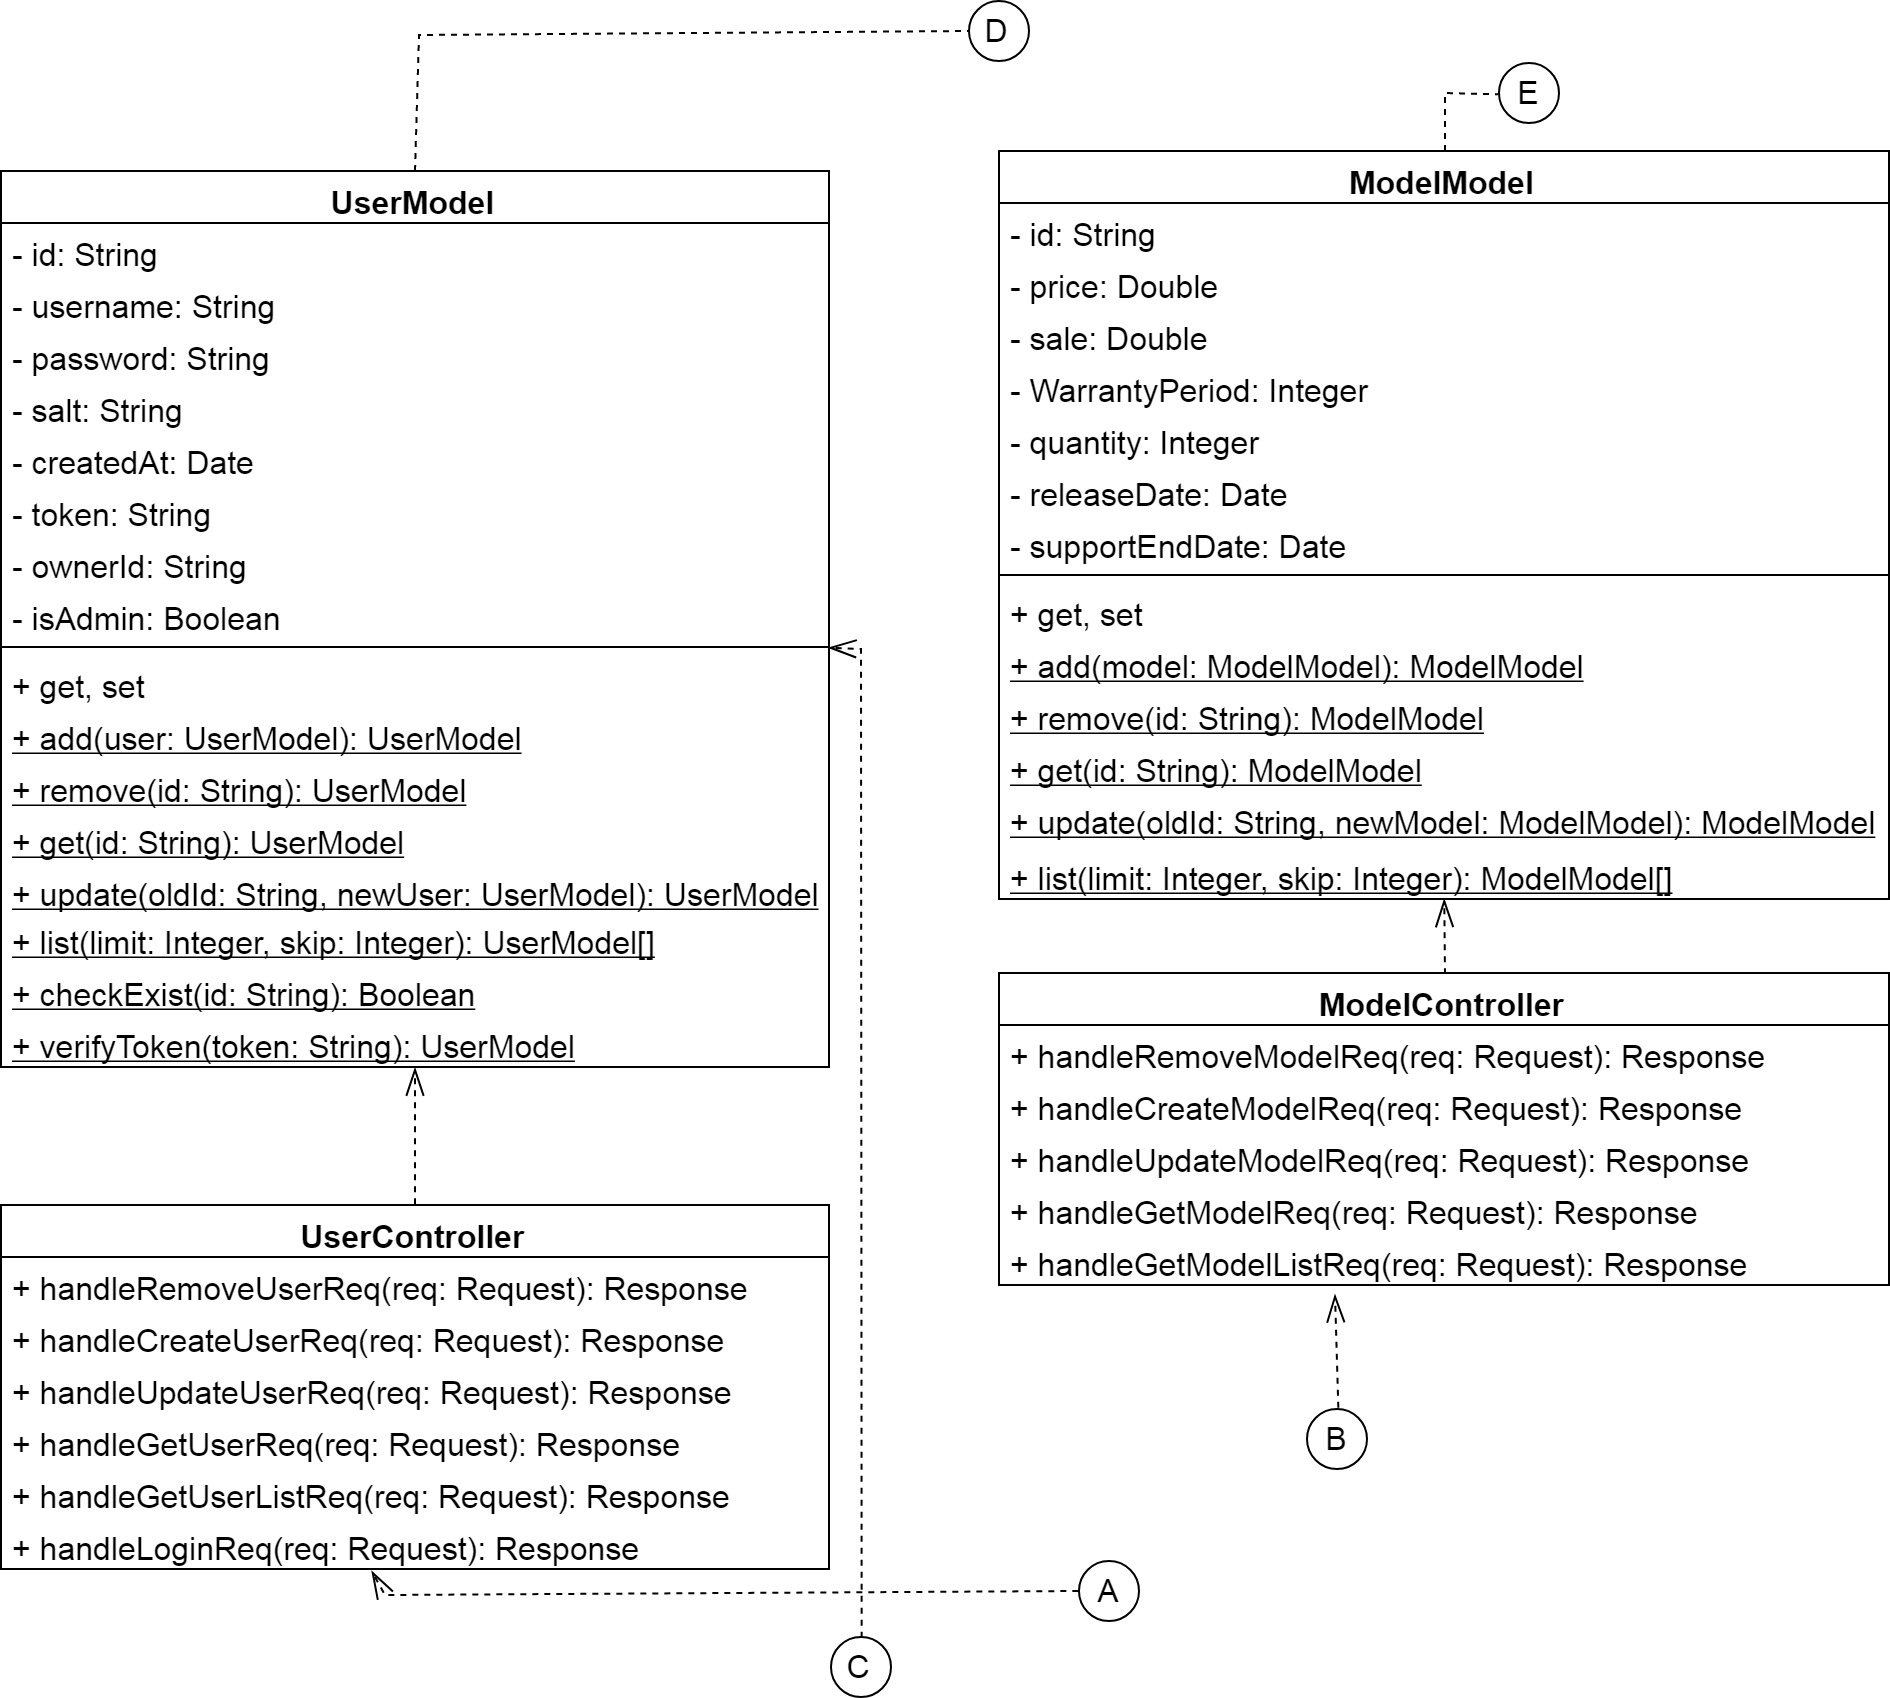 D
E
UserModel
- id: String
- username: String
- password: String
- salt: String
- createdAt: Date
- token: String
- ownerId: String
- isAdmin: Boolean
+ get, set
+ add(user: UserModel): UserModel
+ remove(id: String): UserModel
+ get(id: String): UserModel
+ update(oldId: String, newUser: UserModel): UserModel
+ list(limit: Integer, skip: Integer): UserModel[]
+ checkExist(id: String): Boolean
+ verifyToken(token: String): UserModel
ModelModel
- id: String
- price: Double
- sale: Double
- WarrantyPeriod: Integer
- quantity: Integer
- releaseDate: Date
- supportEndDate: Date
+ get, set
+ add(model: ModelModel): ModelModel
+ remove(id: String): ModelModel
+ get(id: String): ModelModel
+ update(oldId: String, newModel: ModelModel): ModelModel
+ list(limit: Integer, skip: Integer): ModelModel[]
ModelController
+ handleRemoveModelReq(req: Request): Response
+ handleCreateModelReq(req: Request): Response
+ handleUpdateModelReq(req: Request): Response
+ handleGetModelReq(req: Request): Response
+ handleGetModelListReq(req: Request): Response
UserController
+ handleRemoveUserReq(req: Request): Response
+ handleCreateUserReq(req: Request): Response
+ handleUpdateUserReq(req: Request): Response
+ handleGetUserReq(req: Request): Response
+ handleGetUserListReq(req: Request): Response
+ handleLoginReq(req: Request): Response
B
A
C